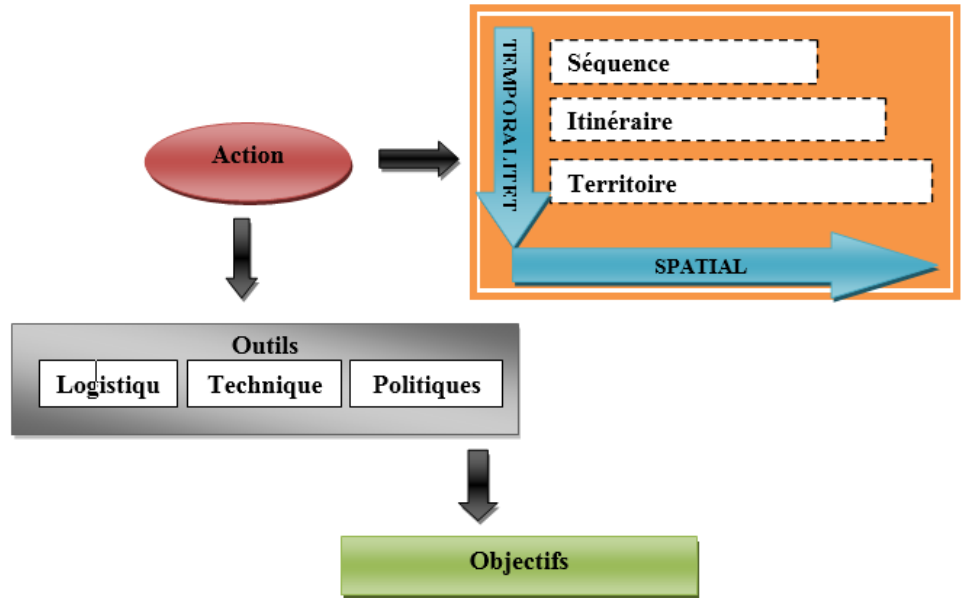 TEMPORALITET
Séquence
Itinéraire
Territoire
SPATIAL
Action
Outils
Logistiqu
Technique
Politiques
Objectifs